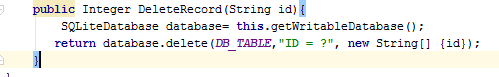 public Integer DeleteRecord(String id){
SQLiteDatabase database= this.getWritableDatabase();
return database.delete(DB_TABLE,"ID = ?", new String[] {id});
}